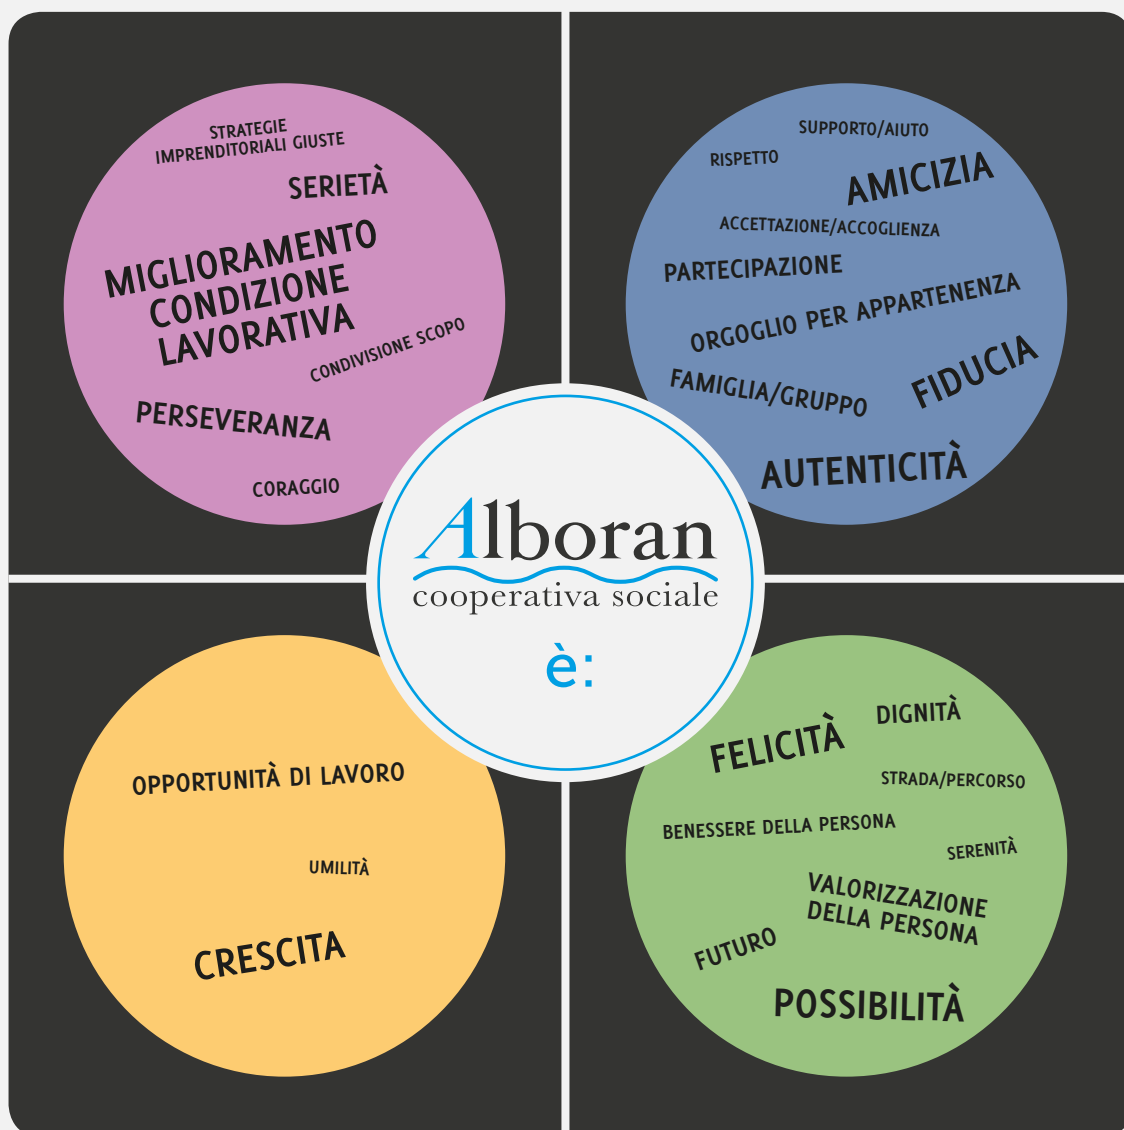 STRATEGIE
IMPRENDITORIALI GIUSTE
SERIETÀ
MIGLIORAMENTO
CONDIZIONE
LAVORATIVA
CONDIVISIONE SCOPO
PERSEVERANZA
CORAGGIO
SUPPORTO/AIUTO
RISPETTO
AMICIZIA
ACCETTAZIONE/ACCOGLIENZA
PARTECIPAZIONE
ORGOGLIO PER APPARTENENZA
FIDUCIA
FAMIGLIA/GRUPPO
AUTENTICITÀ
Alboran
cooperativa sociale
è:
OPPORTUNITÀ DI LAVORO
UMILITÀ
CRESCITA
DIGNITÀ
FELICITÀ
STRADA/PERCORSO
BENESSERE DELLA PERSONA
SERENITÀ
VALORIZZAZIONE
DELLA PERSONA
FUTURO
POSSIBILITÀ